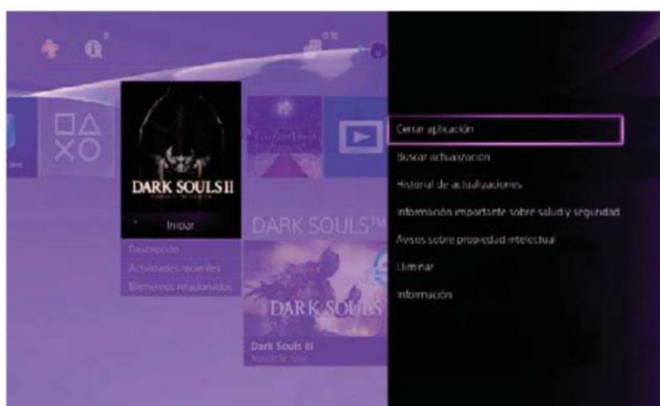 DARK SOULS II
Iniciar
Descripción
Actividades recientes
Elementos relacionados
DARK SOULS™
DARK SOULS
Dark Souls III
Cerrar aplicación
Buscar actualización
Historial de actualizaciones
Información importante sobre salud y seguridad
Avisos sobre propiedad intelectual
Eliminar
Información